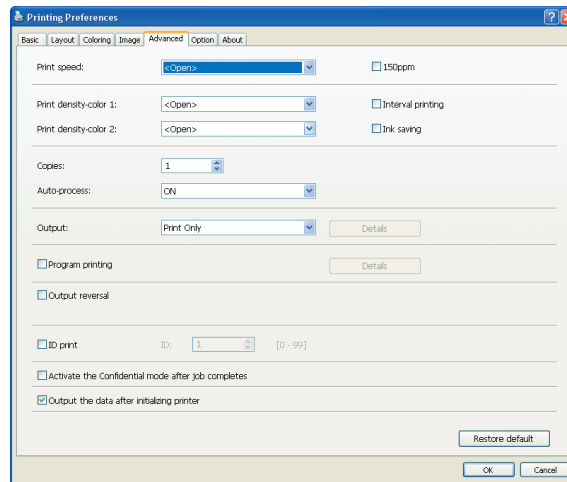 Printing Preferences
Basic Layout Coloring Image Advanced Option About
Print speed: <Open> 150ppm
Print density-color 1: <Open> Interval printing
Print density-color 2: <Open> Ink saving
Copies: 1
Auto-process: ON
Output: Print Only Details
Program printing Details
Output reversal
ID print ID: 1 [0 - 99]
Activate the Confidential mode after job completes
Output the data after initializing printer
Restore default
OK Cancel